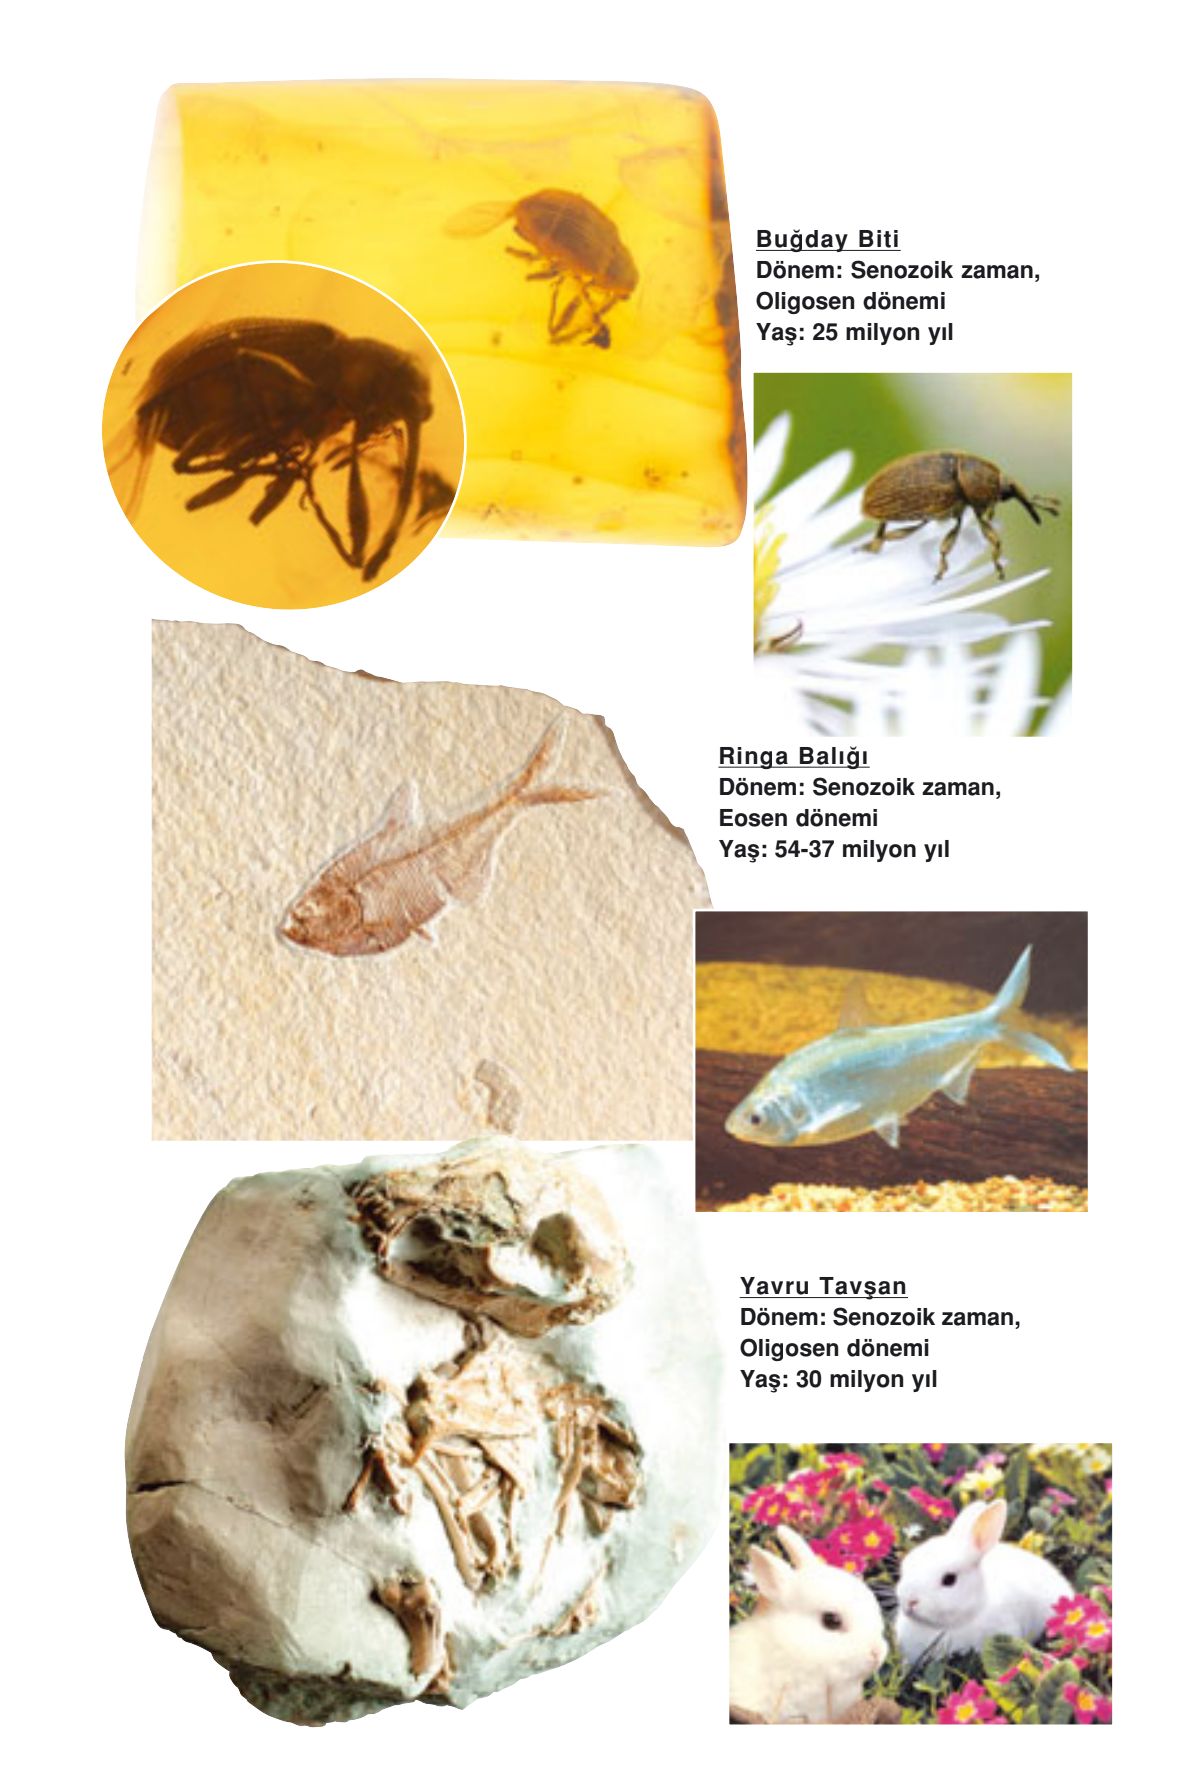 Buğday Biti
Dönem: Senozoik zaman,
Oligosen dönemi
Yaş: 25 milyon yıl
Ringa Balığı
Dönem: Senozoik zaman,
Eosen dönemi
Yaş: 54-37 milyon yıl
Yavru Tavşan
Dönem: Senozoik zaman,
Oligosen dönemi
Yaş: 30 milyon yıl